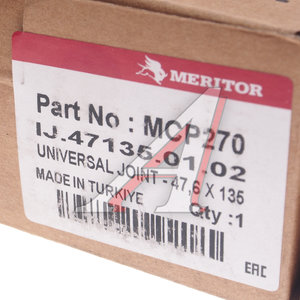 MERITOR
Part No : MCP270
IJ.47135.01.02
UNIVERSAL JOINT - 47,6 X 135
MADE IN TURKIYE
Qty :1
EAC